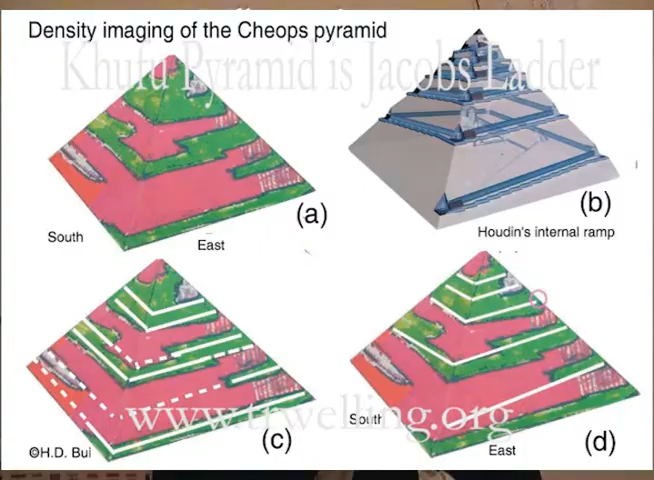 Density imaging of the Cheops pyramid
Khufu Pyramid is Jacobs Ladder
(a)
(b)
South
East
Houdin's internal ramp
(c)
(d)
www.trwelling.org
South
©H.D. Bui
East